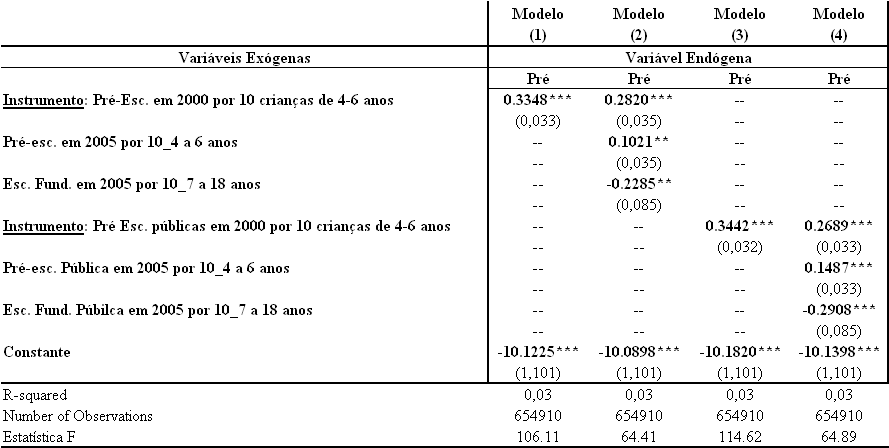 Modelo Modelo Modelo Modelo
(1) (2) (3) (4)
Variáveis Exógenas Variável Endógena
Pré Pré Pré Pré
Instrumento: Pré-Esc. em 2000 por 10 crianças de 4-6 anos 0.3348*** 0.2820*** -- --
(0,033) (0,035) -- --
Pré-esc. em 2005 por 10_4 a 6 anos -- 0.1021** -- --
-- (0,035) -- --
Esc. Fund. em 2005 por 10_7 a 18 anos -- -0.2285** -- --
-- (0,085) -- --
Instrumento: Pré Esc. públicas em 2000 por 10 crianças de 4-6 anos -- -- 0.3442*** 0.2689***
-- -- (0,032) (0,033)
Pré-esc. Pública em 2005 por 10_4 a 6 anos -- -- -- 0.1487***
-- -- -- (0,033)
Esc. Fund. Púbilca em 2005 por 10_7 a 18 anos -- -- -- -0.2908***
-- -- -- (0,085)
Constante -10.1225*** -10.0898*** -10.1820*** -10.1398***
(1,101) (1,101) (1,101) (1,101)
R-squared 0,03 0,03 0,03 0,03
Number of Observations 654910 654910 654910 654910
Estatística F 106.11 64.41 114.62 64.89